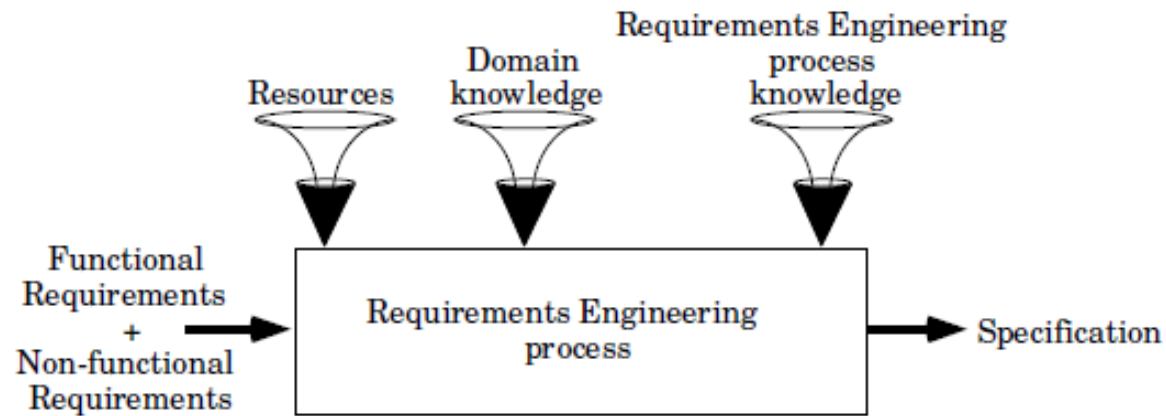 Resources
Domain
knowledge
Requirements Engineering
process
knowledge
Functional
Requirements
+
Non-functional
Requirements
Requirements Engineering
process
Specification